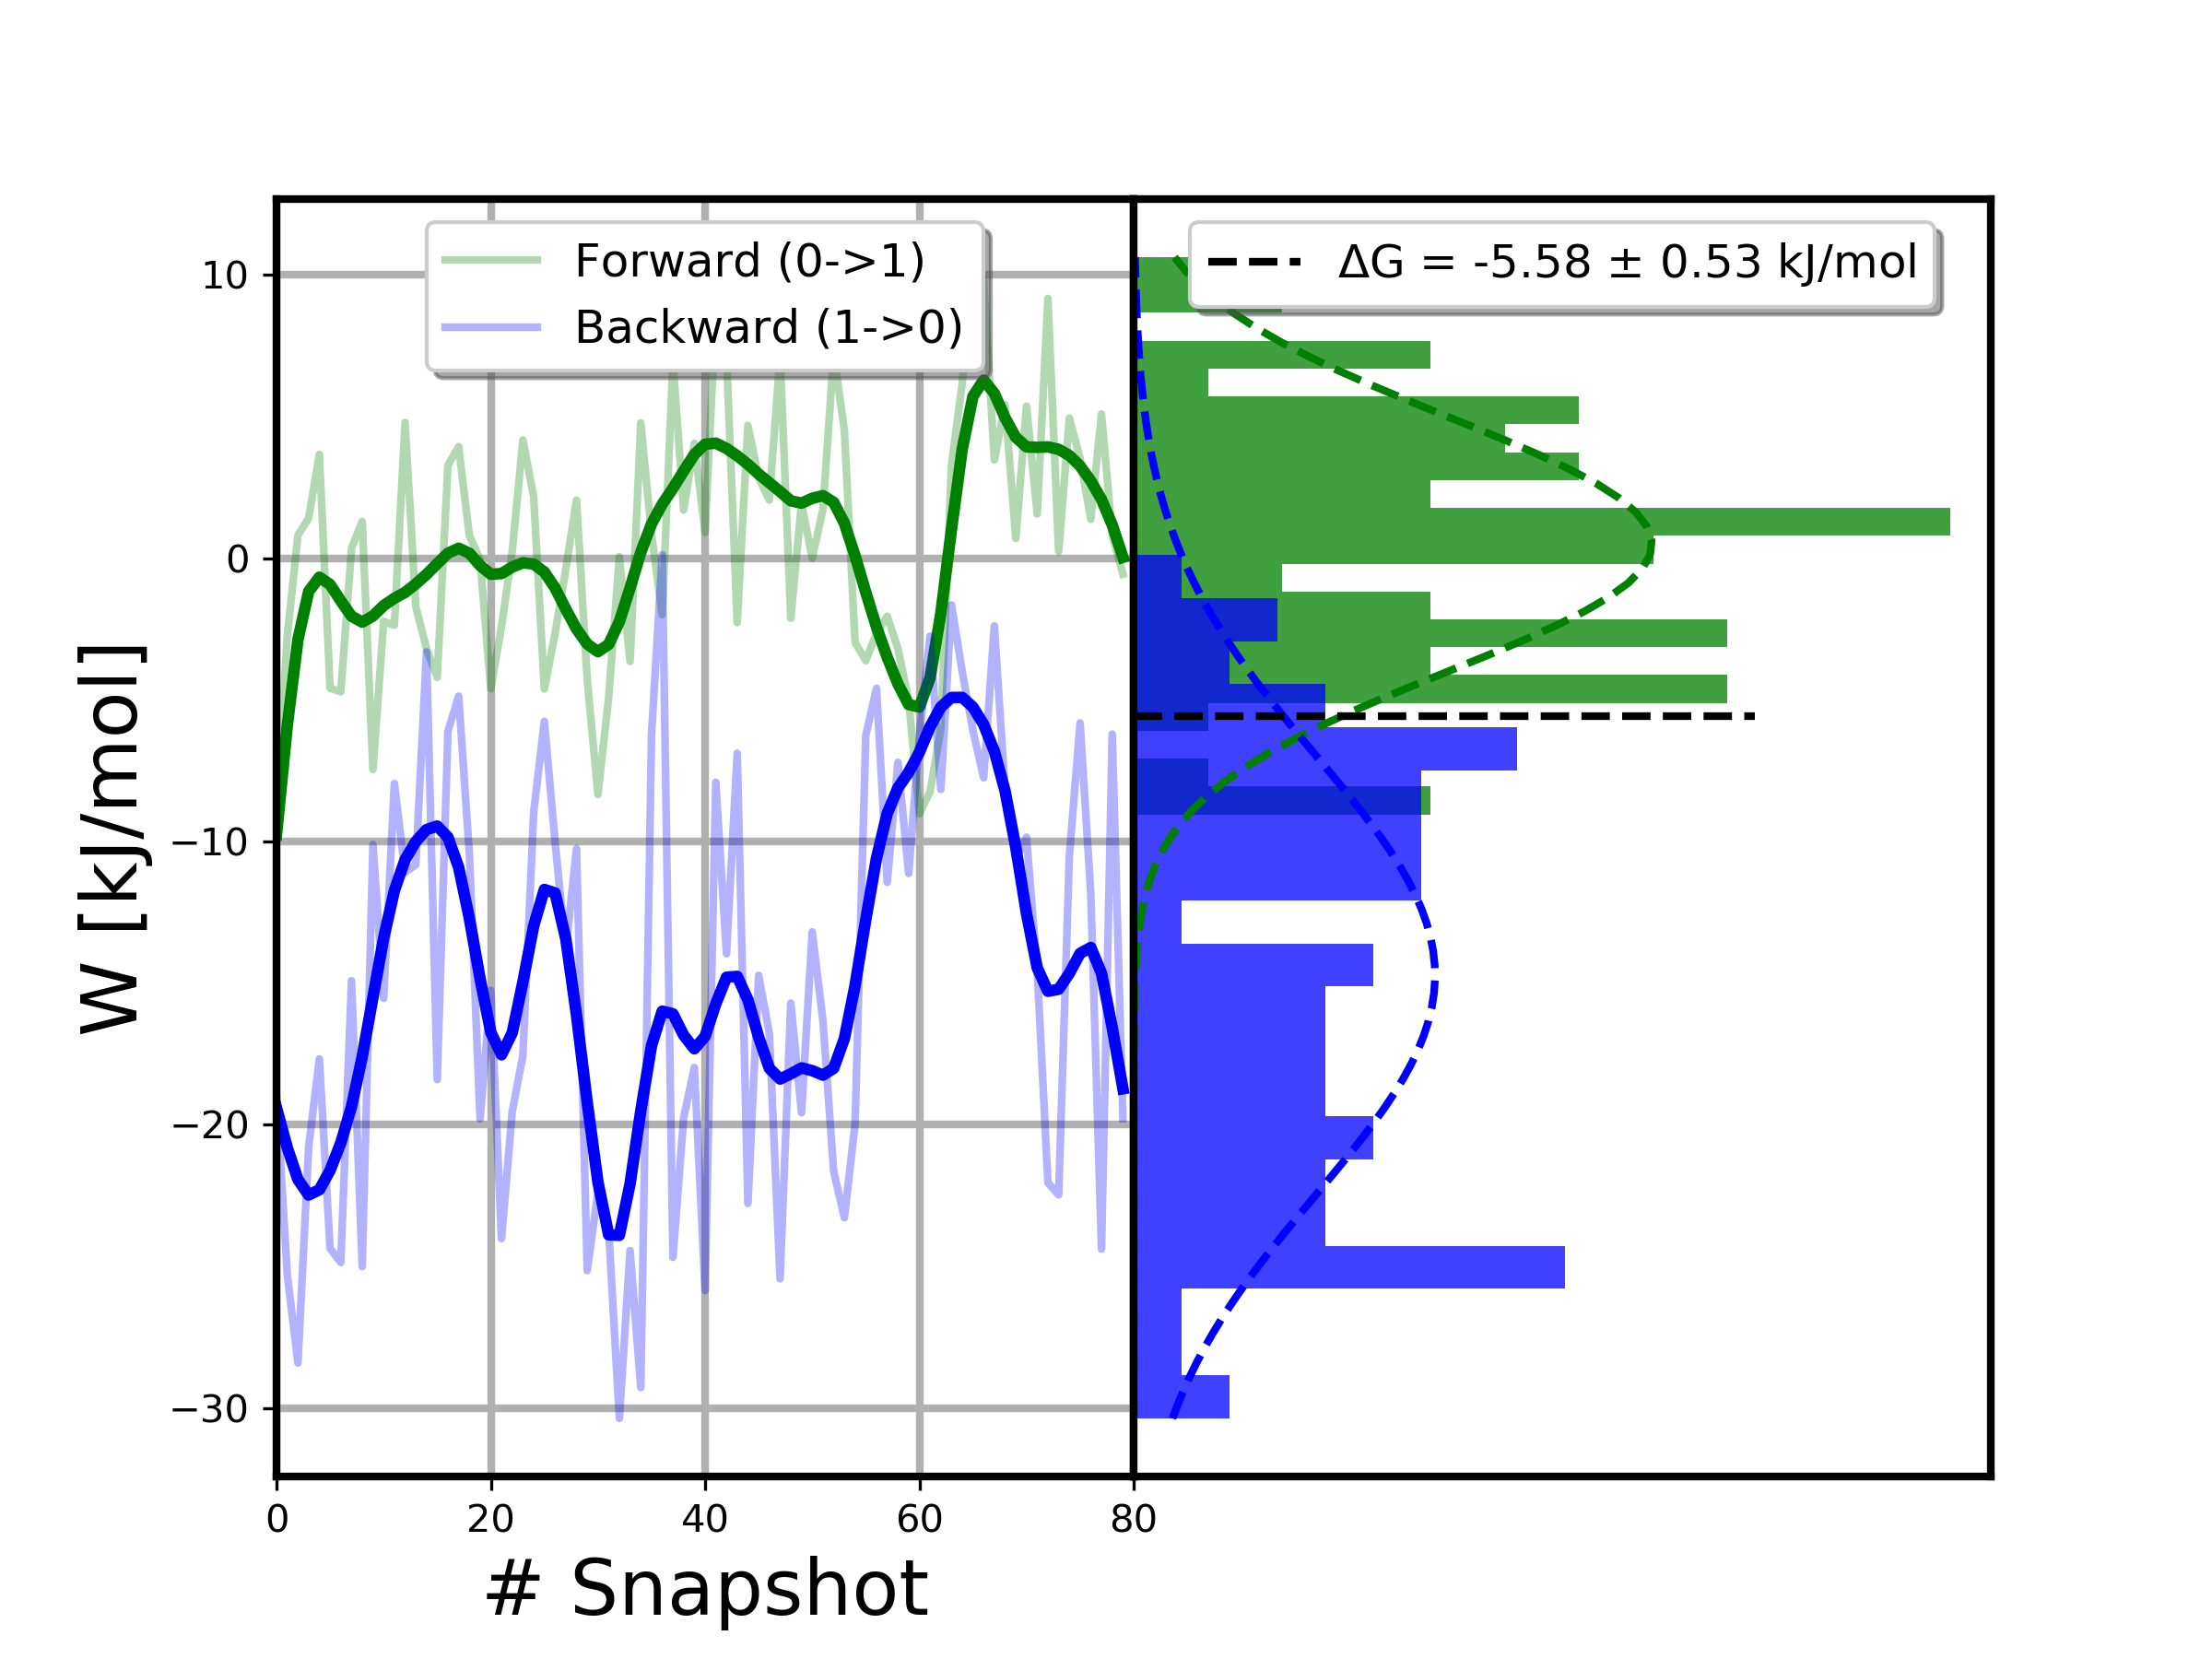 Forward (0->1)
Backward (1->0)
ΔG = -5.58 ± 0.53 kJ/mol
10
0
−10
−20
−30
W [kJ/mol]
0 20 40 60 80
# Snapshot